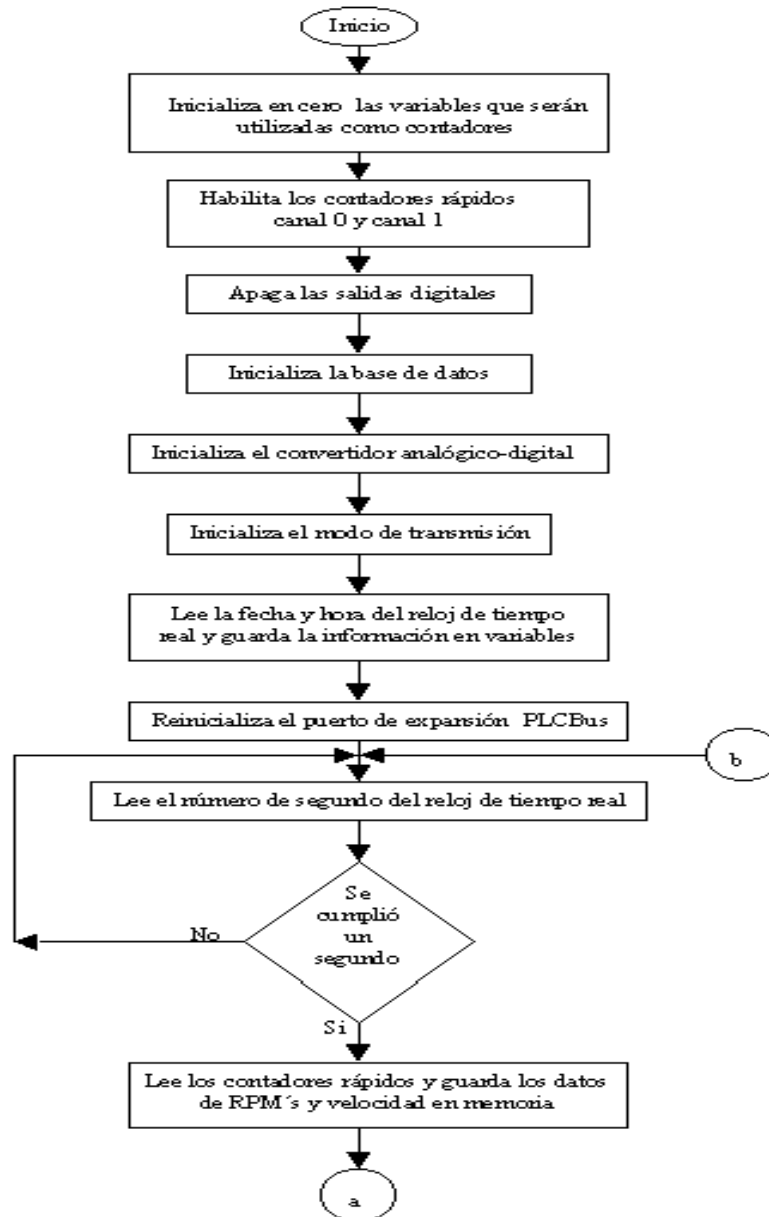 Inicio
Inicializa en cero las variables que serán
utilizadas como contadores
Habilita los contadores rápidos
canal 0 y canal 1
Apaga las salidas digitales
Inicializa la base de datos
Inicializa el convertidor analógico-digital
Inicializa el modo de transmisión
Lee la fecha y hora del reloj de tiempo
real y guarda la información en variables
Reinicializa el puerto de expansión PLCBus
b
Lee el número de segundo del reloj de tiempo real
Se
cumplió
un
segundo
No
Si
Lee los contadores rápidos y guarda los datos
de RPM´s y velocidad en memoria
a